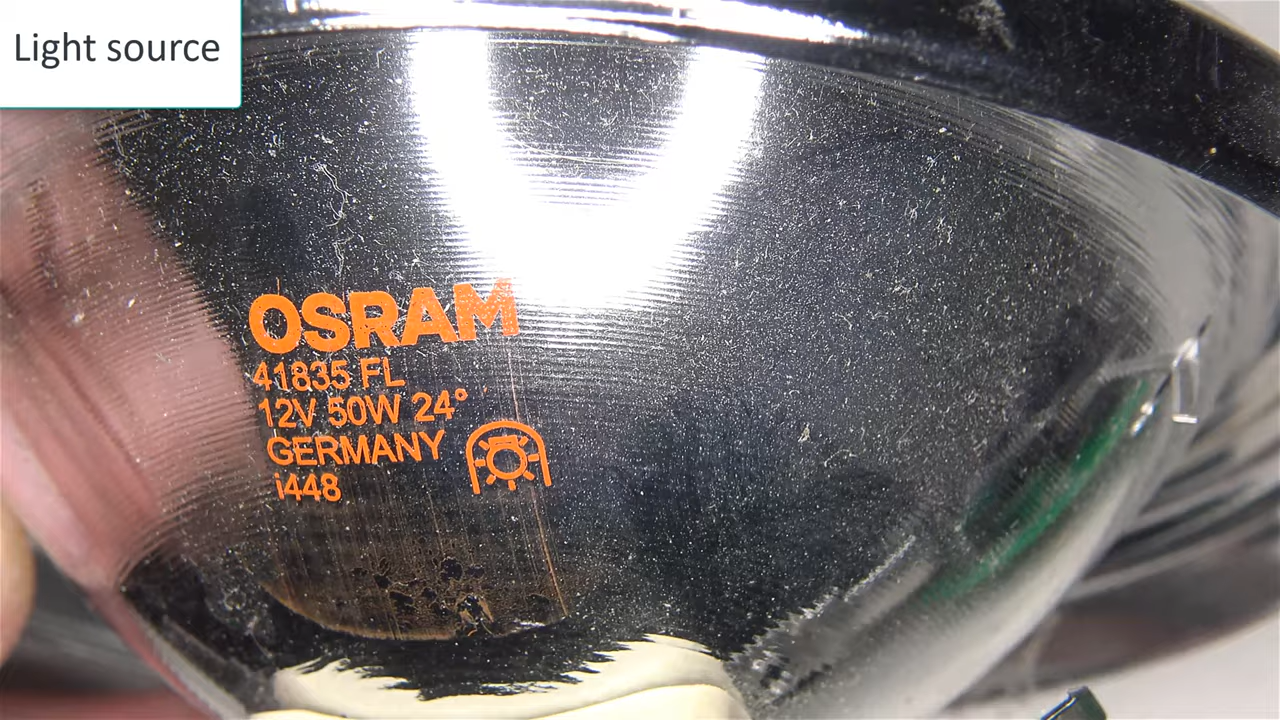 Light source
OSRAM
41835 FL
12V 50W 24°
GERMANY
i448